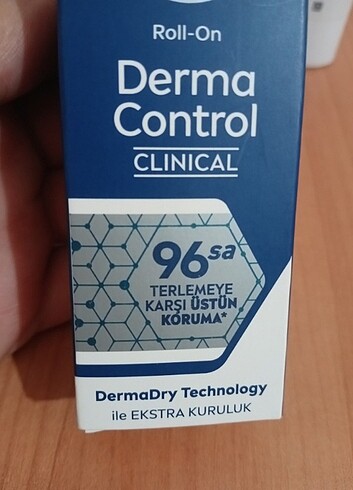 Roll-On
Derma
Control
CLINICAL
96sa
TERLEMEYE
KARŞI ÜSTÜN
KORUMA*
DermaDry Technology
ile EKSTRA KURULUK